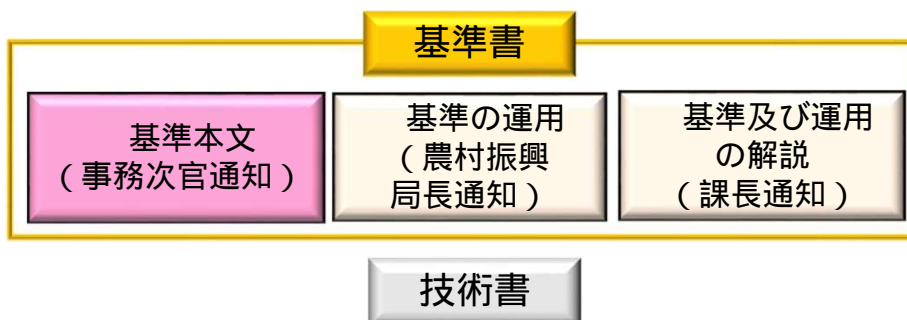 基準書
基準本文
（事務次官通知）
基準の運用
（農村振興
局長通知）
基準及び運用
の解説
（課長通知）
技術書